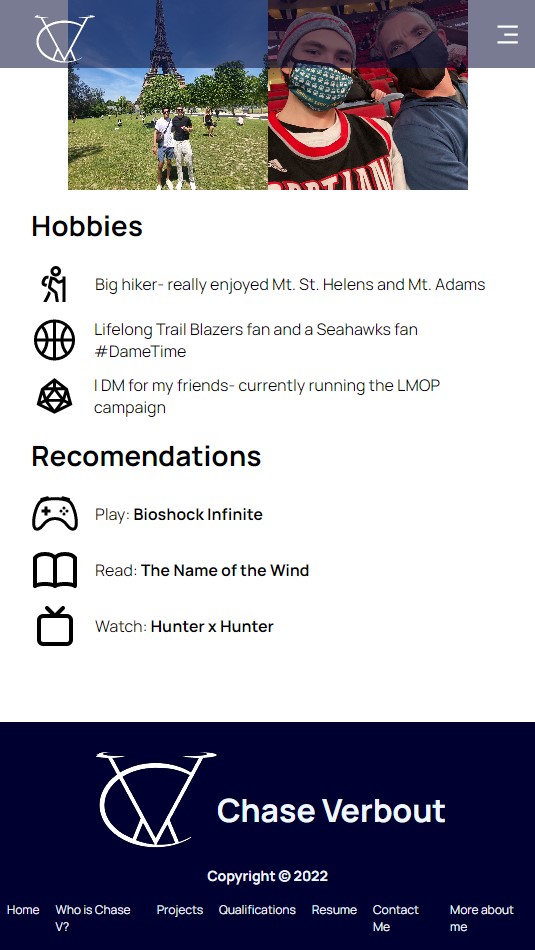 Hobbies
Big hiker- really enjoyed Mt. St. Helens and Mt. Adams
Lifelong Trail Blazers fan and a Seahawks fan
#DameTime
I DM for my friends- currently running the LMOP
campaign
Recomendations
Play: Bioshock Infinite
Read: The Name of the Wind
Watch: Hunter x Hunter
Chase Verbout
Copyright © 2022
Home Who is Chase V? Projects Qualifications Resume Contact Me More about me